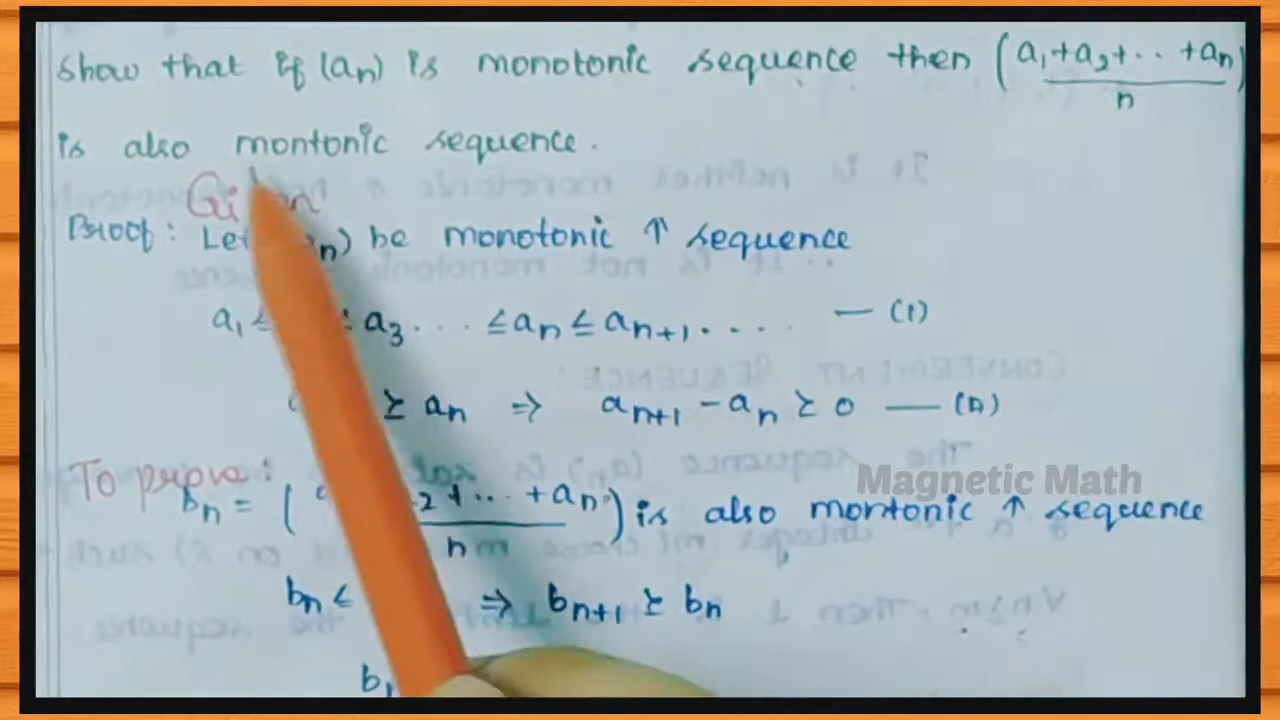 Show that if (an) is monotonic sequence then (a1+a2+.. +an / n)
is also montonic sequence.
Proof: be monotonic ↑ sequence
a1 ≤ a3 ... ≤ an ≤ an+1 .... — (1)
≥ an ⇒ an+1 - an ≥ 0 — (2)
To prove:
bn = ( 2 + ... + an / n ) is also montonic ↑ sequence
Magnetic Math
bn ≤ ⇒ bn+1 ≥ bn